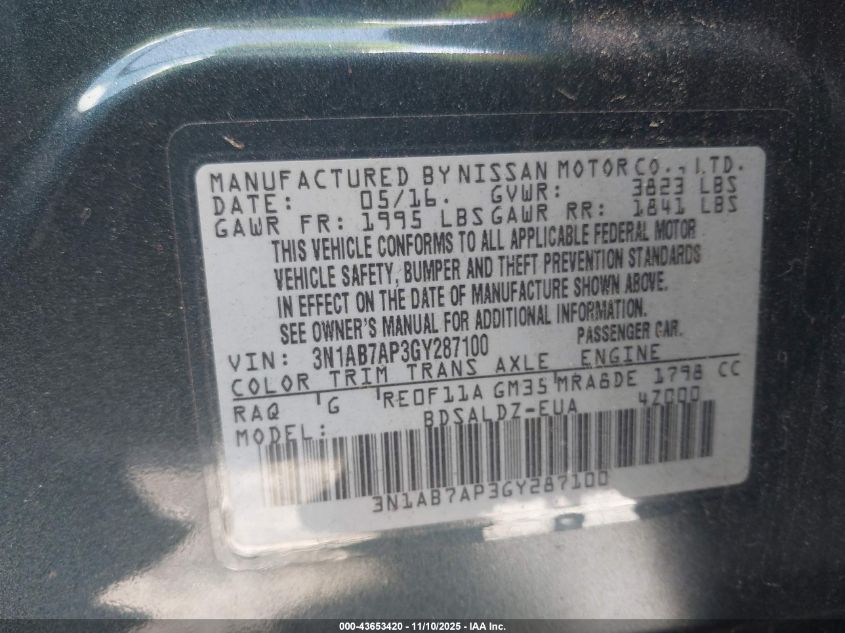 MANUFACTURED BY NISSAN MOTOR CO., LTD.
DATE: 05/16. GVWR: 3823 LBS
GAWR FR: 1995 LBS GAWR RR: 1841 LBS
THIS VEHICLE CONFORMS TO ALL APPLICABLE FEDERAL MOTOR
VEHICLE SAFETY, BUMPER AND THEFT PREVENTION STANDARDS
IN EFFECT ON THE DATE OF MANUFACTURE SHOWN ABOVE.
SEE OWNER'S MANUAL FOR ADDITIONAL INFORMATION.
VIN: 3N1AB7AP3GY287100 PASSENGER CAR.
COLOR TRIM TRANS AXLE ENGINE
RAQ G RE0F11A GM35 MRA8DE 1798 CC
MODEL: BDSALDZ-EUA 4Z000
3N1AB7AP3GY287100
000-43653420 - 11/10/2025 - IAA Inc.